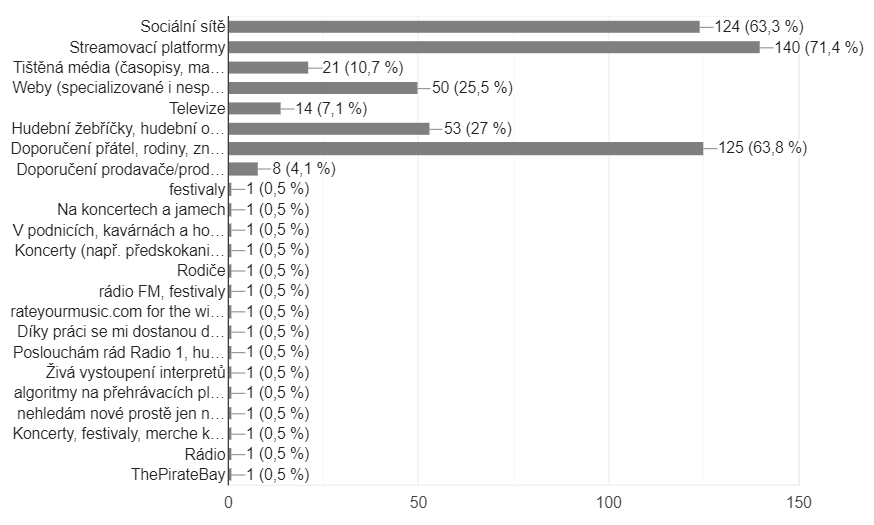 Sociální sítě 124 (63,3 %)
Streamovací platformy 140 (71,4 %)
Tištěná média (časopisy, ma… 21 (10,7 %)
Weby (specializované i nesp… 50 (25,5 %)
Televize 14 (7,1 %)
Hudební žebříčky, hudební o… 53 (27 %)
Doporučení přátel, rodiny, zn… 125 (63,8 %)
Doporučení prodavače/prod… 8 (4,1 %)
festivaly 1 (0,5 %)
Na koncertech a jamech 1 (0,5 %)
V podnicích, kavárnách a ho… 1 (0,5 %)
Koncerty (např. předskokani… 1 (0,5 %)
Rodiče 1 (0,5 %)
rádio FM, festivaly 1 (0,5 %)
rateyourmusic.com for the wi… 1 (0,5 %)
Díky práci se mi dostanou d… 1 (0,5 %)
Poslouchám rád Radio 1, hu… 1 (0,5 %)
Živá vystoupení interpretů 1 (0,5 %)
algoritmy na přehrávacích pl… 1 (0,5 %)
nehledám nové prostě jen n… 1 (0,5 %)
Koncerty, festivaly, merche k… 1 (0,5 %)
Rádio 1 (0,5 %)
ThePirateBay 1 (0,5 %)
0 50 100 150